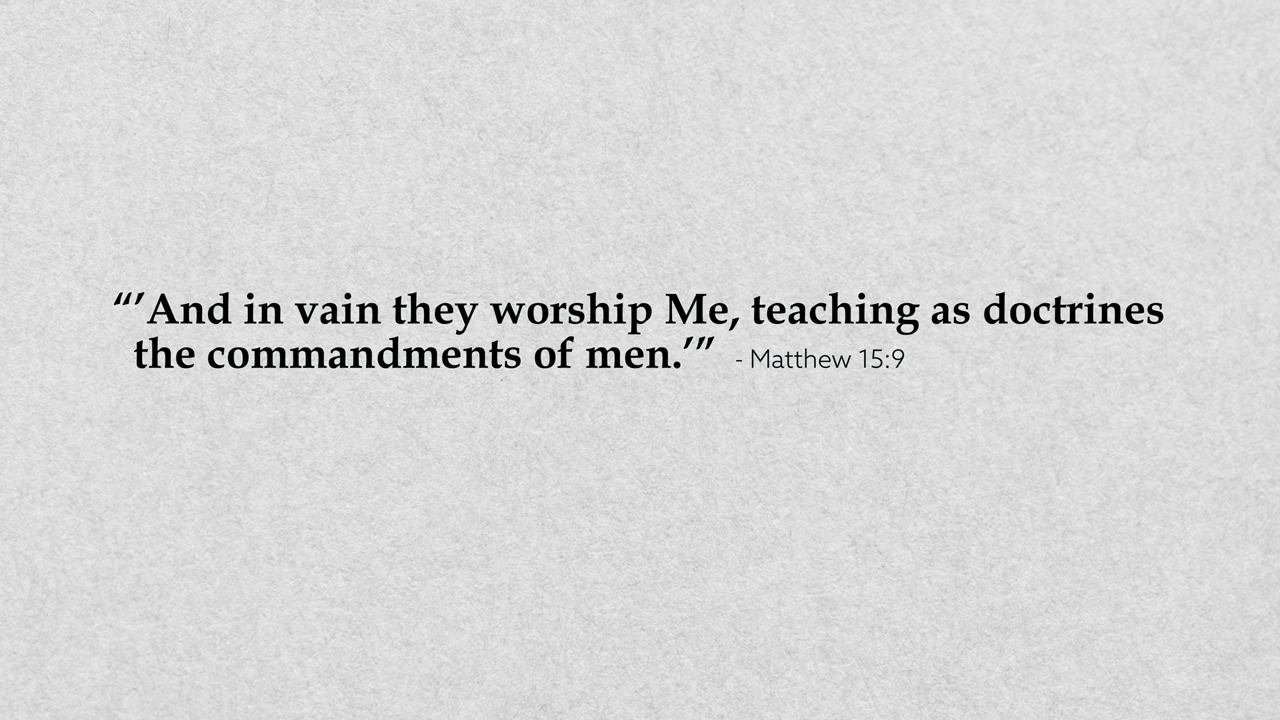 “’And in vain they worship Me, teaching as doctrines
the commandments of men.’” - Matthew 15:9